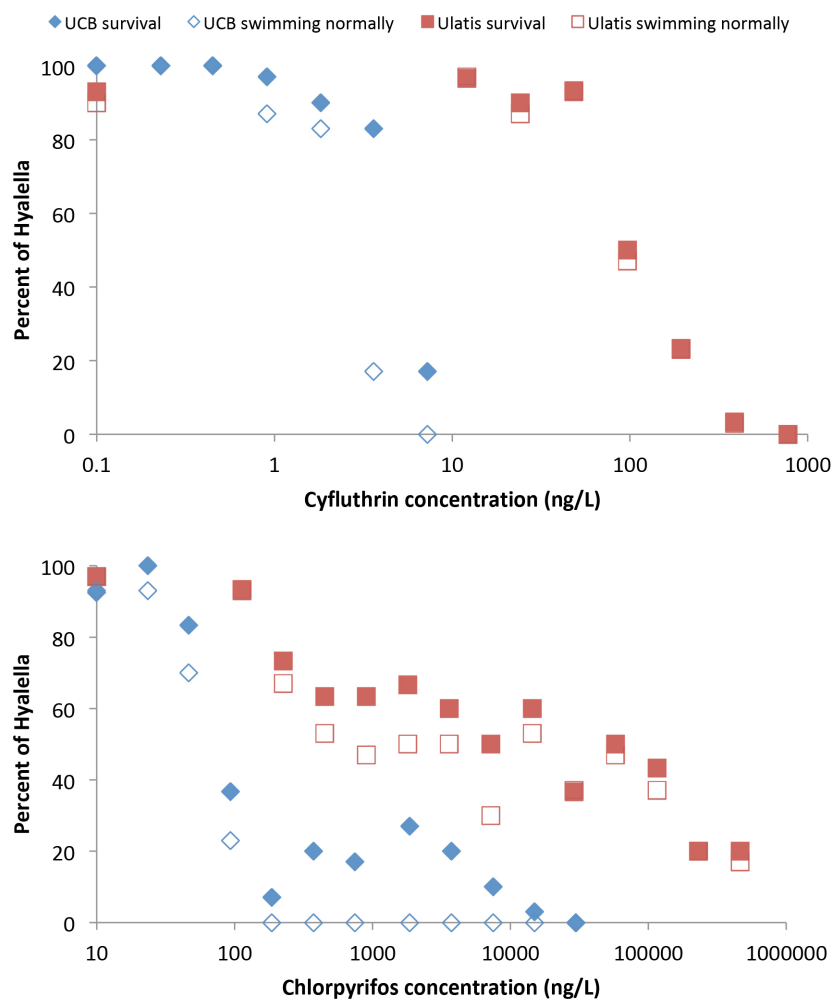 UCB survival UCB swimming normally Ulatis survival Ulatis swimming normally
100
80
60
40
20
0
Percent of Hyalella
0.1 1 10 100 1000
Cyfluthrin concentration (ng/L)
100
80
60
40
20
0
Percent of Hyalella
10 100 1000 10000 100000 1000000
Chlorpyrifos concentration (ng/L)